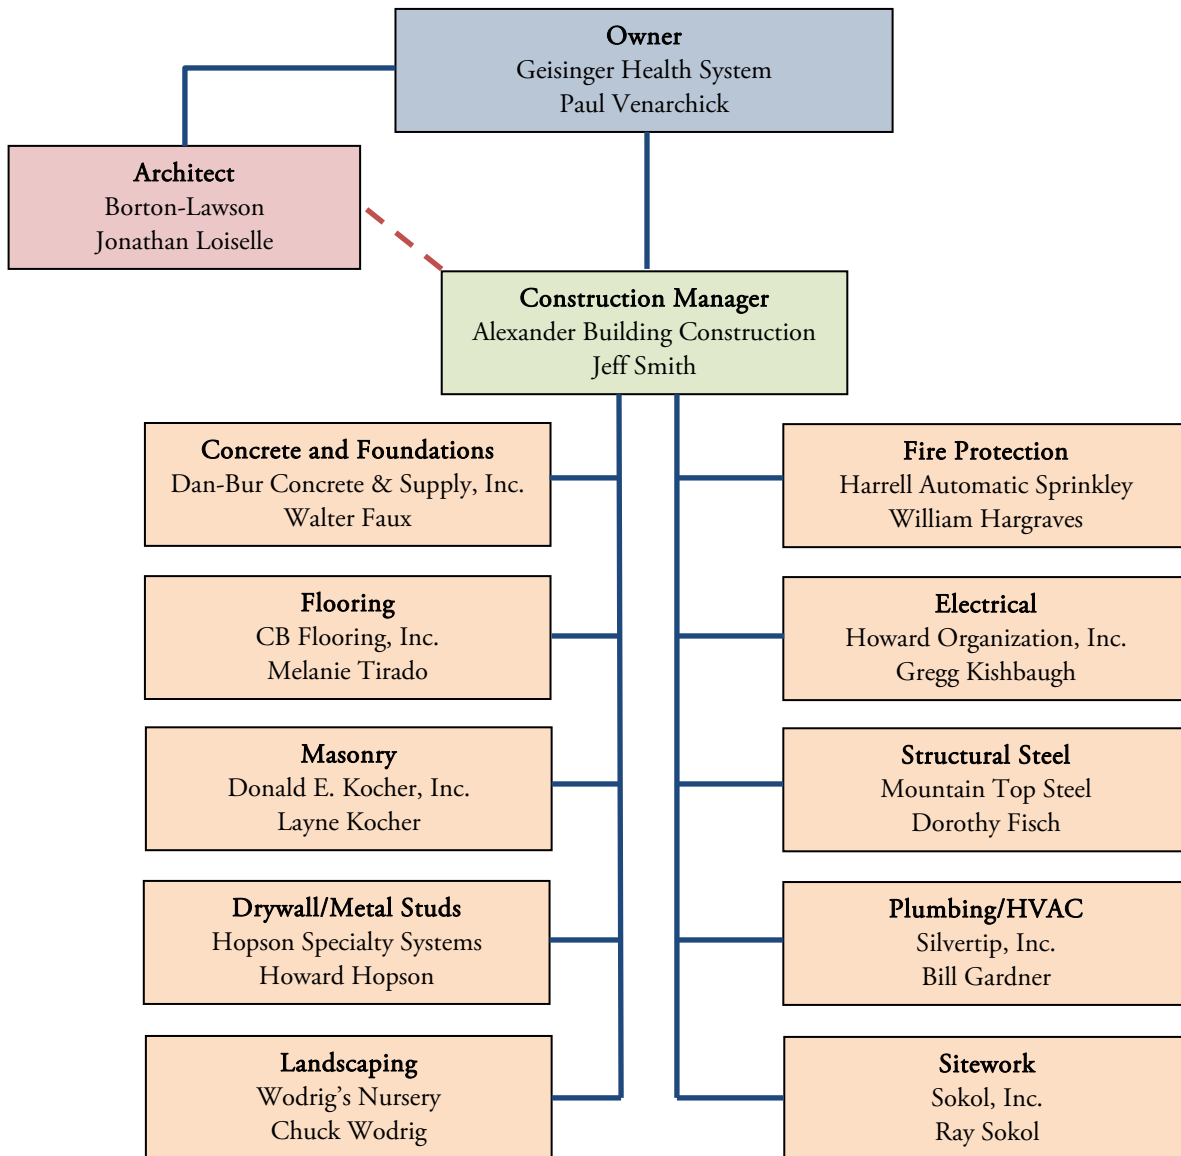 Owner
Geisinger Health System
Paul Venarchick
Architect
Borton-Lawson
Jonathan Loiselle
Construction Manager
Alexander Building Construction
Jeff Smith
Concrete and Foundations
Dan-Bur Concrete & Supply, Inc.
Walter Faux
Fire Protection
Harrell Automatic Sprinkley
William Hargraves
Flooring
CB Flooring, Inc.
Melanie Tirado
Electrical
Howard Organization, Inc.
Gregg Kishbaugh
Masonry
Donald E. Kocher, Inc.
Layne Kocher
Structural Steel
Mountain Top Steel
Dorothy Fisch
Drywall/Metal Studs
Hopson Specialty Systems
Howard Hopson
Plumbing/HVAC
Silvertip, Inc.
Bill Gardner
Landscaping
Wodrig’s Nursery
Chuck Wodrig
Sitework
Sokol, Inc.
Ray Sokol